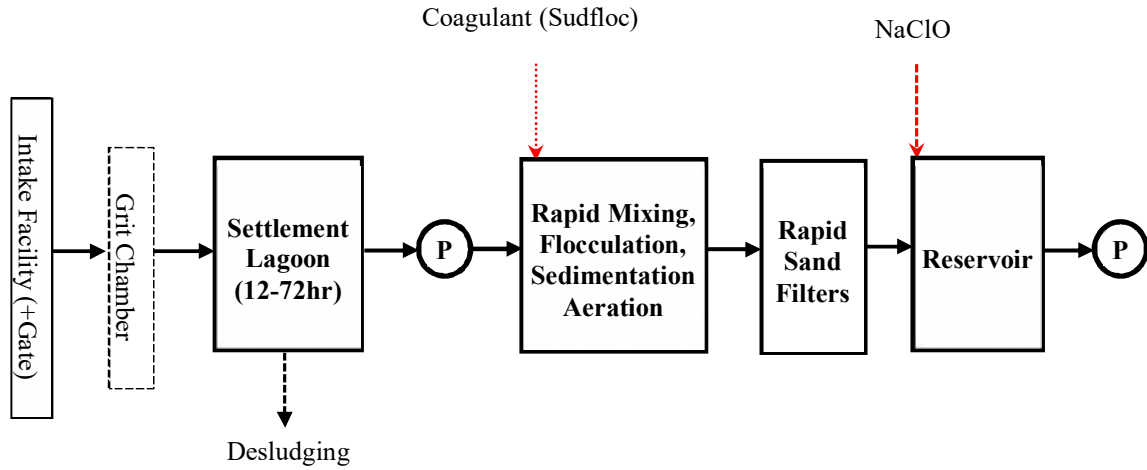 Coagulant (Sudfloc)
NaClO
Intake Facility (+Gate)
Grit Chamber
Settlement
Lagoon
(12-72hr)
P
Rapid Mixing,
Flocculation,
Sedimentation
Aeration
Rapid
Sand
Filters
Reservoir
P
Desludging